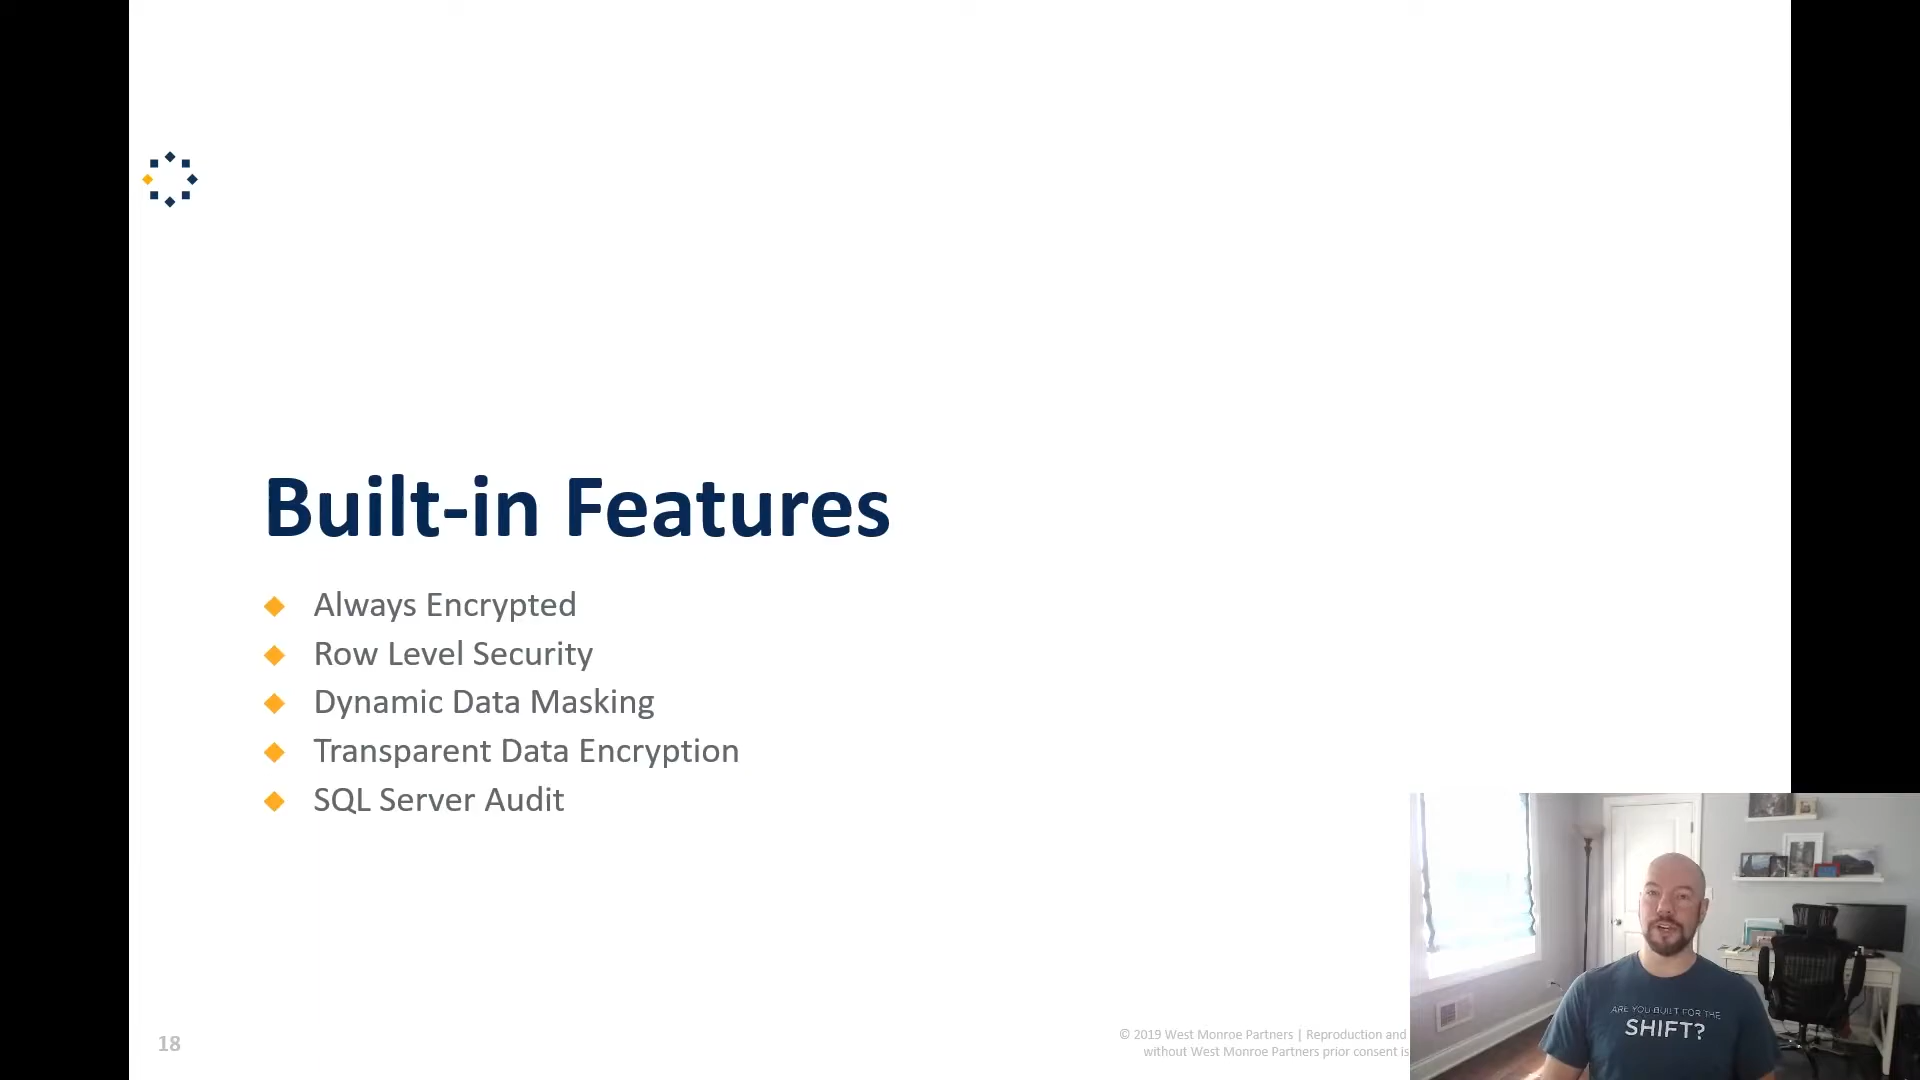 Built-in Features
Always Encrypted
Row Level Security
Dynamic Data Masking
Transparent Data Encryption
SQL Server Audit
18
© 2019 West Monroe Partners | Reproduction and
without West Monroe Partners prior consent is
ARE YOU BUILT FOR THE
SHIFT?